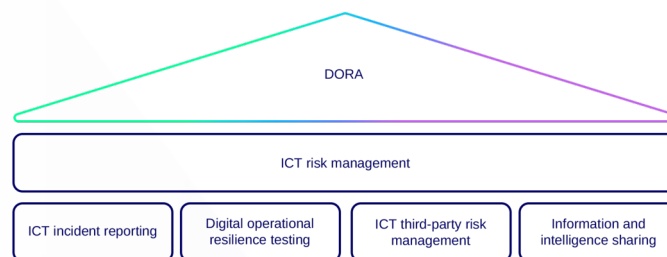 DORA
ICT risk management
ICT incident reporting
Digital operational
resilience testing
ICT third-party risk
management
Information and
intelligence sharing